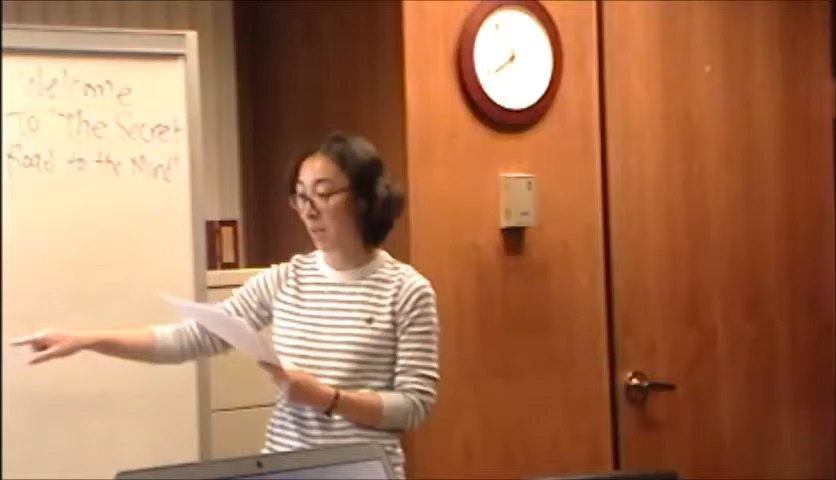 "Welcome
To "The Secret
Road to the Mind"